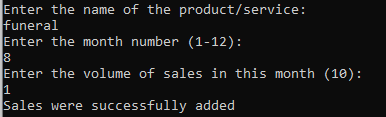 Enter the name of the product/service:
funeral
Enter the month number (1-12):
8
Enter the volume of sales in this month (10):
1
Sales were successfully added